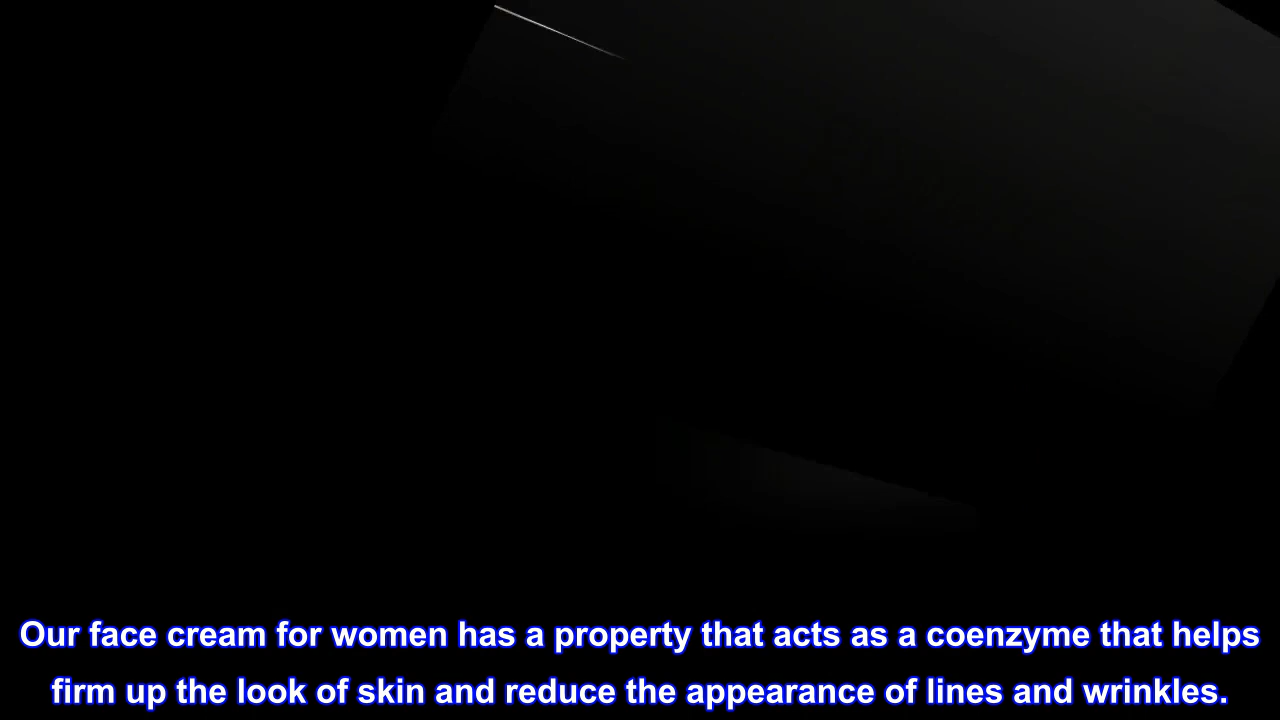 Our face cream for women has a property that acts as a coenzyme that helps
firm up the look of skin and reduce the appearance of lines and wrinkles.